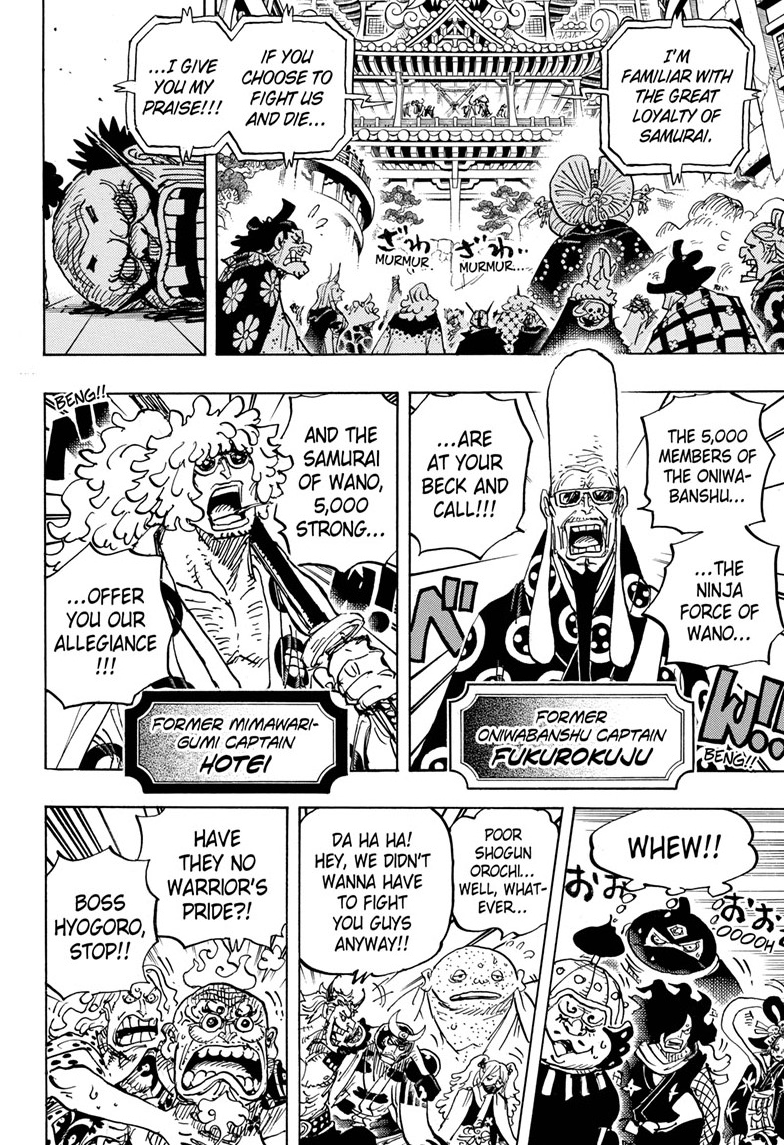 I'M
FAMILIAR WITH
THE GREAT
LOYALTY OF
SAMURAI.
IF YOU
CHOOSE TO
FIGHT US
AND DIE...
...I GIVE
YOU MY
PRAISE!!!
ざわ
MURMUR...
ざわ
MURMUR
THE 5,000
MEMBERS OF
THE ONIWA-
BANSHU...
...THE
NINJA
FORCE OF
WANO...
...ARE
AT YOUR
BECK AND
CALL!!!
べ
ん!!
BENG!!
FORMER
ONIWABANSHU CAPTAIN
FUKUROKUJU
AND THE
SAMURAI
OF WANO,
5,000
STRONG...
...OFFER
YOU OUR
ALLEGIANCE
!!!
BENG!!
FORMER MIMAWARI-
GUMI CAPTAIN
HOTEI
WHEW!!
おお
おお
OOOOH
POOR
SHOGUN
OROCHI...
WELL, WHAT-
EVER...
DA HA HA!
HEY, WE DIDN'T
WANNA HAVE
TO FIGHT
YOU GUYS
ANYWAY!!
HAVE
THEY NO
WARRIOR'S
PRIDE?!
BOSS
HYOGORO,
STOP!!